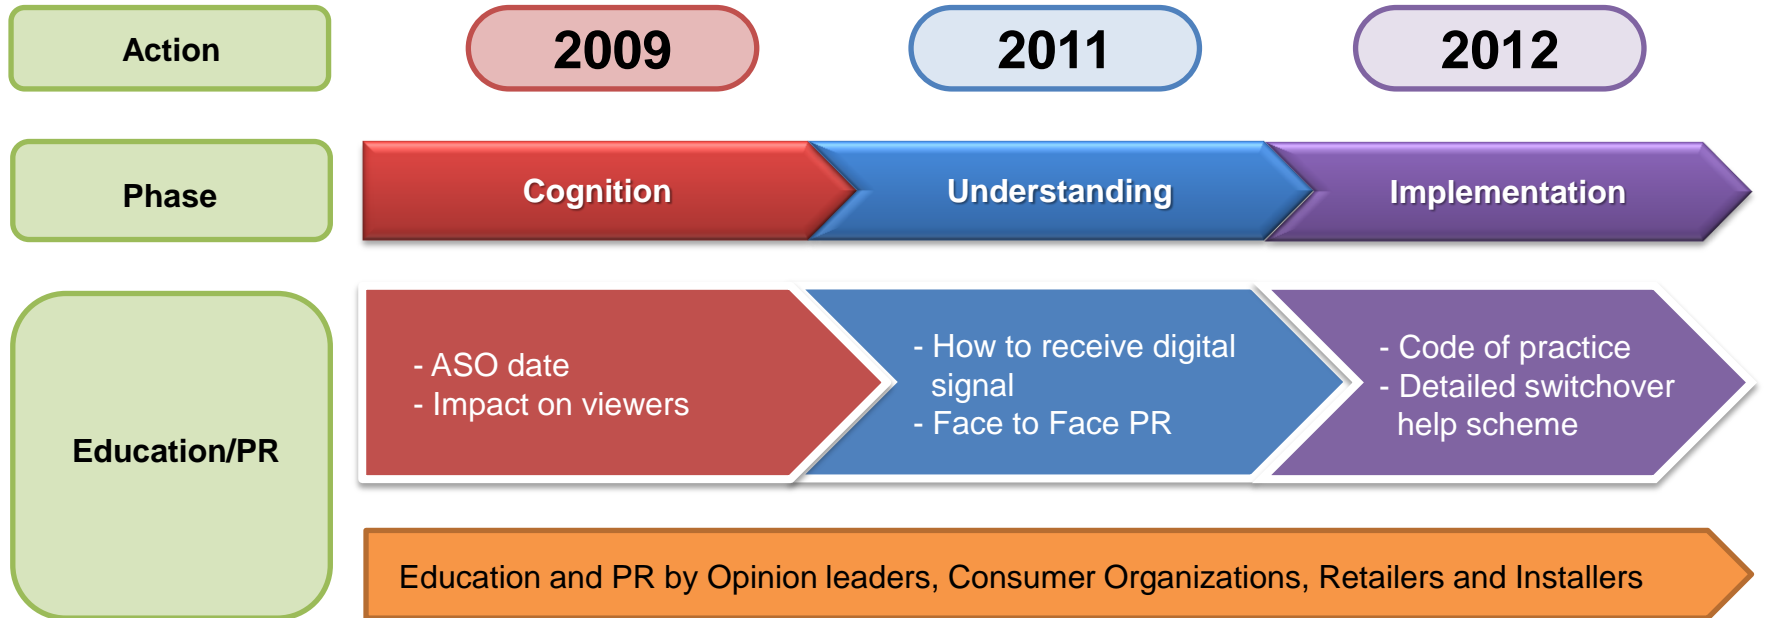 Action
2009
2011
2012
Phase
Cognition
Understanding
Implementation
Education/PR
- ASO date
- Impact on viewers
- How to receive digital
signal
- Face to Face PR
- Code of practice
- Detailed switchover
help scheme
Education and PR by Opinion leaders, Consumer Organizations, Retailers and Installers